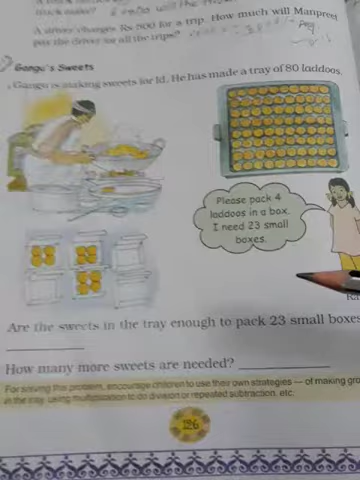 A driver charges Rs 800 for a trip. How much will Manpreet
pay the driver for all the trips?
Gangu's Sweets
Gangu is making sweets for Id. He has made a tray of 80 laddoos.
Please pack 4
laddoos in a box.
I need 23 small
boxes.
Are the sweets in the tray enough to pack 23 small boxes
How many more sweets are needed?
For solving this problem, encourage children to use their own strategies — of making gro
in the tray, using multiplication to do division or repeated subtraction, etc.
126